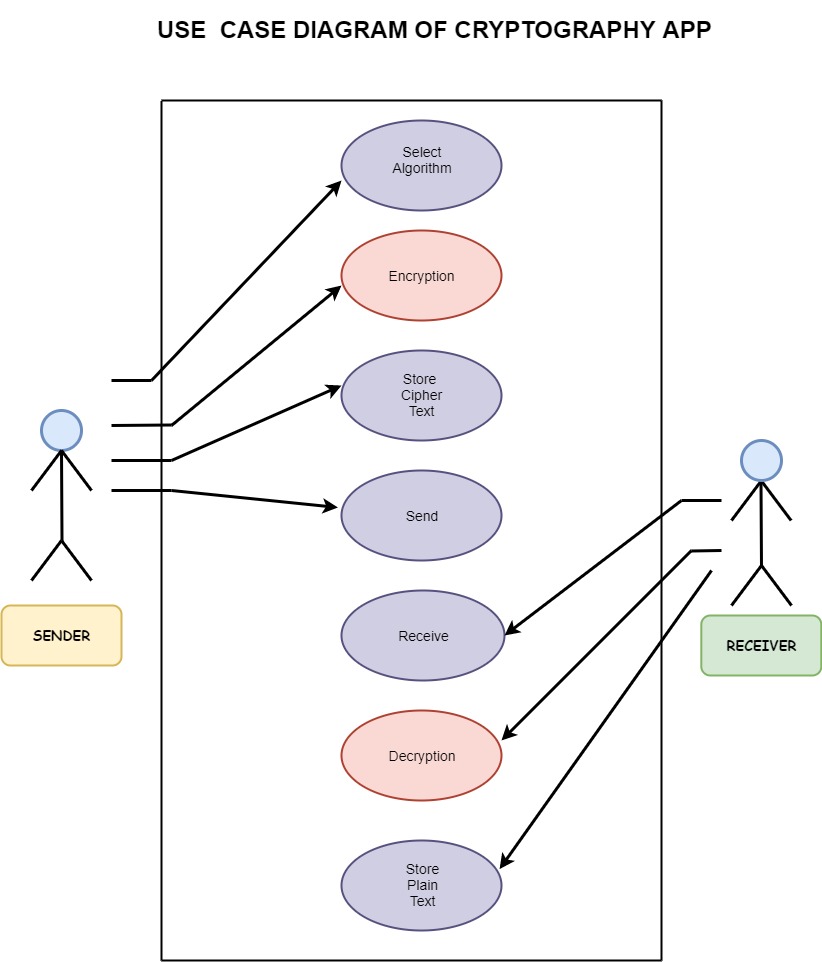 USE CASE DIAGRAM OF CRYPTOGRAPHY APP
Select
Algorithm
Encryption
Store
Cipher
Text
Send
SENDER
Receive
RECEIVER
Decryption
Store
Plain
Text